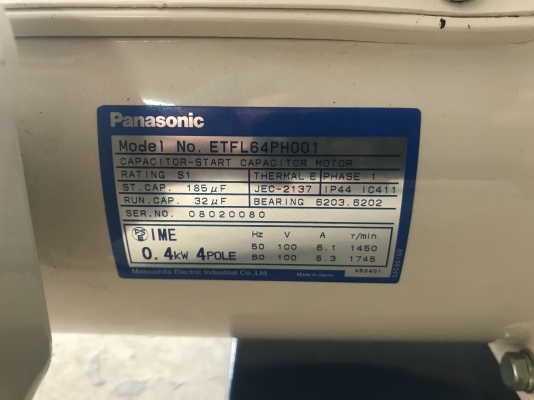 Panasonic
Model No. ETFL64PH001
CAPACITOR-START CAPACITOR MOTOR
RATING S1 THERMAL E PHASE 1
ST.CAP. 185μF JEC-2137 IP44 IC411
RUN.CAP. 32μF BEARING 6203.6202
SER.NO. 08020080
PSE IME Hz V A r/min
50 100 6.1 1450
0.4kW 4POLE 60 100 5.3 1745
Matsushita Electric Industrial Co.,Ltd. Made in Japan